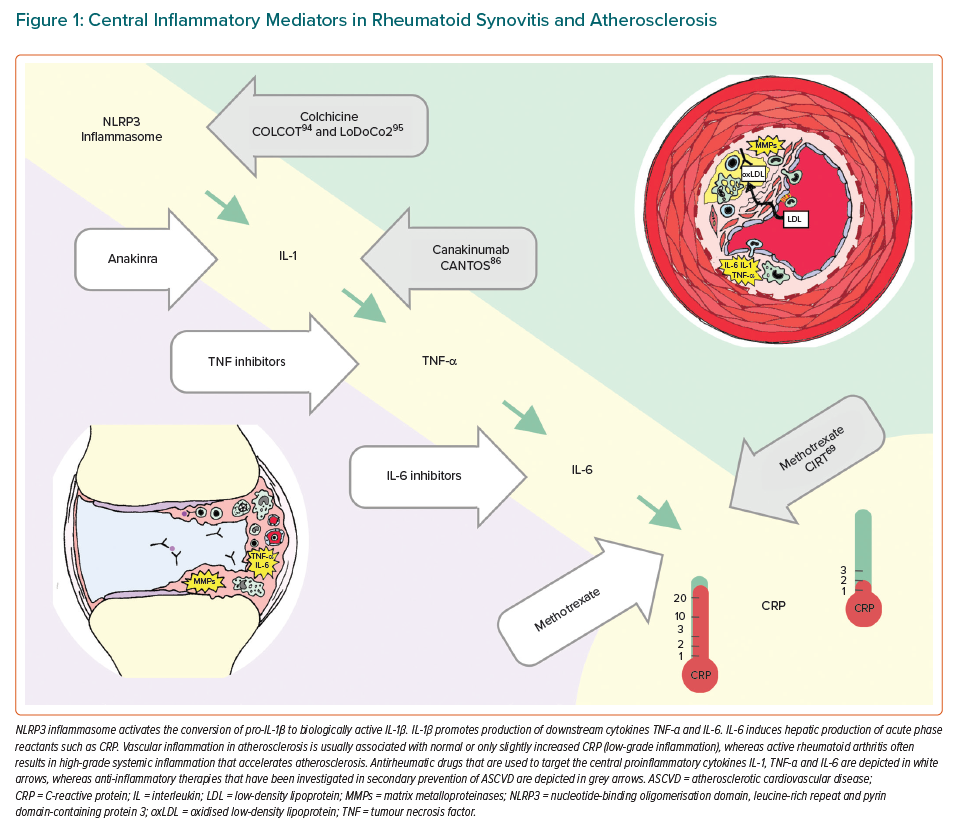 Figure 1: Central Inflammatory Mediators in Rheumatoid Synovitis and Atherosclerosis
NLRP3
Inflammasome
Colchicine
COLCOT94 and LoDoCo295
MMPs
oxLDL
LDL
IL-6 IL-1
TNF-α
Anakinra
IL-1
Canakinumab
CANTOS86
TNF inhibitors
TNF-α
IL-6 inhibitors
IL-6
Methotrexate
CIRT69
TNF-α
IL-6
MMPs
Methotrexate
20
10
3
2
1
CRP
CRP
3
2
1
CRP
NLRP3 inflammasome activates the conversion of pro-IL-1β to biologically active IL-1β. IL-1β promotes production of downstream cytokines TNF-α and IL-6. IL-6 induces hepatic production of acute phase
reactants such as CRP. Vascular inflammation in atherosclerosis is usually associated with normal or only slightly increased CRP (low-grade inflammation), whereas active rheumatoid arthritis often
results in high-grade systemic inflammation that accelerates atherosclerosis. Antirheumatic drugs that are used to target the central proinflammatory cytokines IL-1, TNF-α and IL-6 are depicted in white
arrows, whereas anti-inflammatory therapies that have been investigated in secondary prevention of ASCVD are depicted in grey arrows. ASCVD = atherosclerotic cardiovascular disease;
CRP = C-reactive protein; IL = interleukin; LDL = low-density lipoprotein; MMPs = matrix metalloproteinases; NLRP3 = nucleotide-binding oligomerisation domain, leucine-rich repeat and pyrin
domain-containing protein 3; oxLDL = oxidised low-density lipoprotein; TNF = tumour necrosis factor.